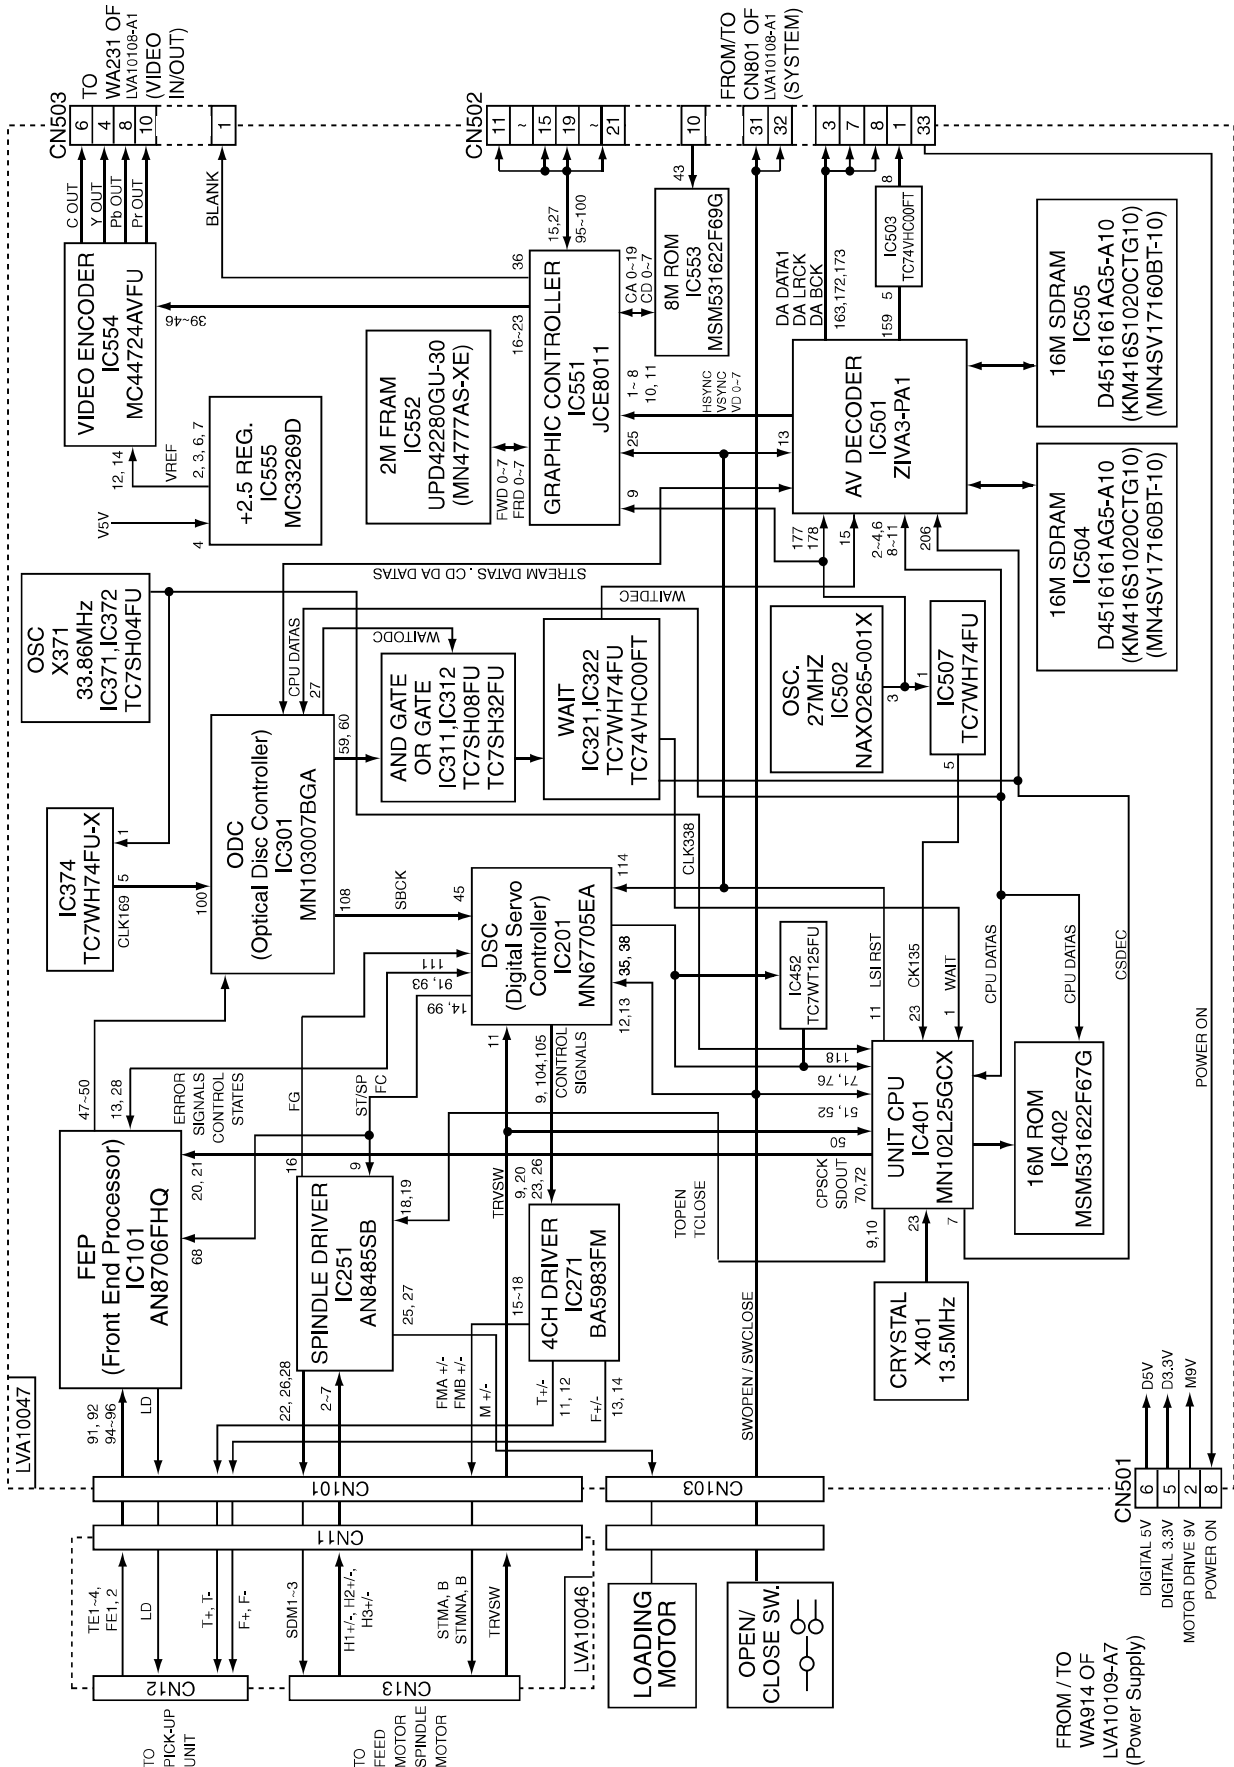 LVA10047
CN503
6
4
8
10
1
TO
WA231 OF
LVA10108-A1
(VIDEO
IN/OUT)
C OUT
Y OUT
Pb OUT
Pr OUT
BLANK
VIDEO ENCODER
IC554
MC44724AVFU
12, 14
VREF
39~46
V5V
4
2, 3, 6, 7
+2.5 REG.
IC555
MC33269D
CN502
11
~
15
19
~
21
10
31
32
3
7
8
1
33
FROM/TO
CN801 OF
LVA10108-A1
(SYSTEM)
15,27
95~100
36
16~23
GRAPHIC CONTROLLER
IC551
JCE8011
2M FRAM
IC552
UPD42280GU-30
(MN4777AS-XE)
FWD 0~7
FRD 0~7
CA 0~19
CD 0~7
43
8M ROM
IC553
MSM531622F69G
1~ 8
10, 11
25
9
HSYNC
VSYNC
VD 0~7
13
DA DATA1
DA LRCK
DA BCK
163,172,173
159
5
8
IC503
TC74VHC00FT
AV DECODER
IC501
ZIVA3-PA1
177
178
15
2~4,6
8~11
206
16M SDRAM
IC505
D4516161AG5-A10
(KM416S1020CTG10)
(MN4SV17160BT-10)
16M SDRAM
IC504
D4516161AG5-A10
(KM416S1020CTG10)
(MN4SV17160BT-10)
STREAM DATAS . CD DA DATAS
OSC
X371
33.86MHz
IC371,IC372
TC7SH04FU
CPU DATAS
27
WAITODC
WAITDEC
IC374
TC7WH74FU-X
1
5
CLK169
100
ODC
(Optical Disc Controller)
IC301
MN103007BGA
59, 60
108
SBCK
AND GATE
OR GATE
IC311,IC312
TC7SH08FU
TC7SH32FU
WAIT
IC321,IC322
TC7WH74FU
TC74VHC00FT
OSC.
27MHZ
IC502
NAXO265-001X
3
1
IC507
TC7WH74FU
5
CLK338
45
111
91, 93
14, 99
DSC
(Digital Servo
Controller)
IC201
MN67705EA
114
35, 38
12,13
11
9, 104,105
CONTROL
SIGNALS
IC452
TC7WT125FU
11
LSI RST
23
CK135
1
WAIT
CPU DATAS
CPU DATAS
CSDEC
POWER ON
47~50
13, 28
ERROR
SIGNALS
CONTROL
STATES
20, 21
68
FEP
(Front End Processor)
IC101
AN8706FHQ
91, 92
94~96
LD
FG
ST/SP
FC
16
9
18,19
SPINDLE DRIVER
IC251
AN8485SB
25, 27
22, 26,28
2~7
TRVSW
9, 20
23, 26
15~18
4CH DRIVER
IC271
BA5983FM
FMA +/-
FMB +/-
M +/-
T+/-
11, 12
F+/-
13, 14
TOPEN
TCLOSE
SWOPEN / SWCLOSE
118
71, 76
51, 52
50
CPSCK
SDOUT
70,72
9,10
23
7
UNIT CPU
IC401
MN102L25GCX
16M ROM
IC402
MSM531622F67G
CRYSTAL
X401
13.5MHz
CN101
CN11
CN103
TE1~4,
FE1, 2
LD
T+, T-
F+, F-
SDM1~3
H1+/-, H2+/-,
H3+/-
STMA, B
STMNA, B
TRVSW
LVA10046
CN12
CN13
TO
PICK-UP
UNIT
TO
FEED
MOTOR
SPINDLE
MOTOR
LOADING
MOTOR
OPEN/
CLOSE SW.
CN501
6
5
2
8
D5V
D3.3V
M9V
DIGITAL 5V
DIGITAL 3.3V
MOTOR DRIVE 9V
POWER ON
FROM / TO
WA914 OF
LVA10109-A7
(Power Supply)